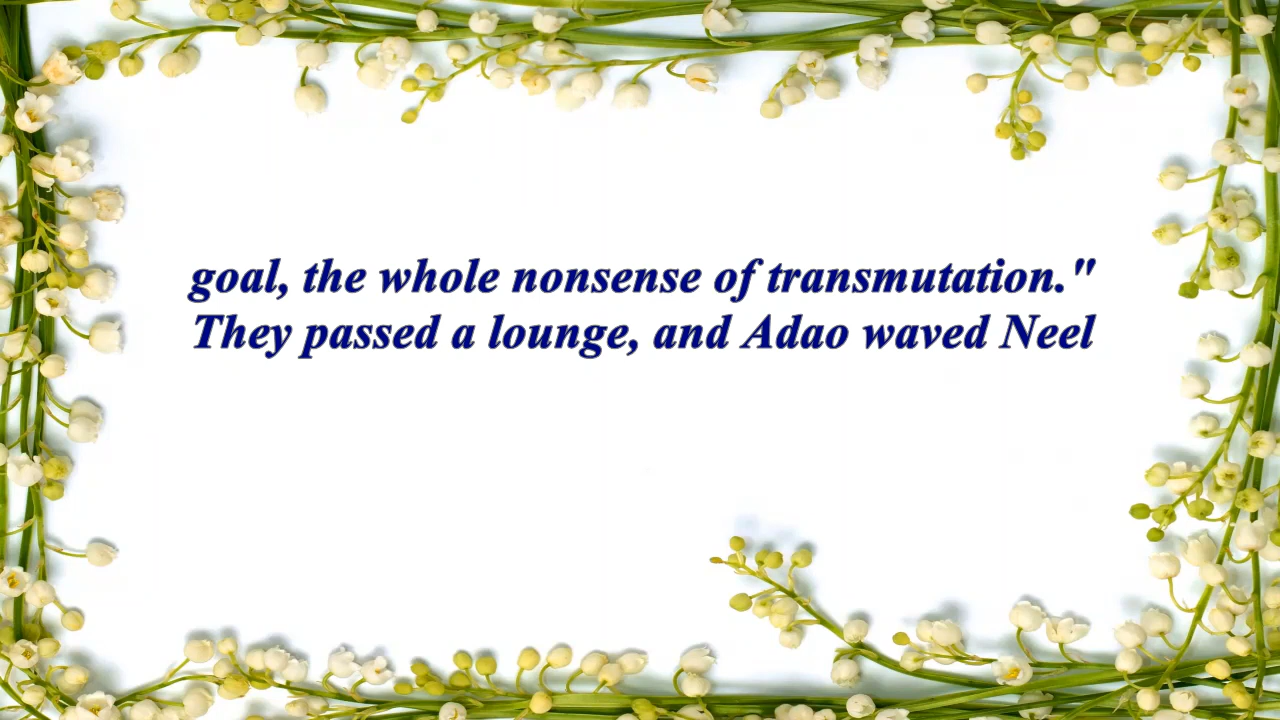 goal, the whole nonsense of transmutation."
They passed a lounge, and Adao waved Neel